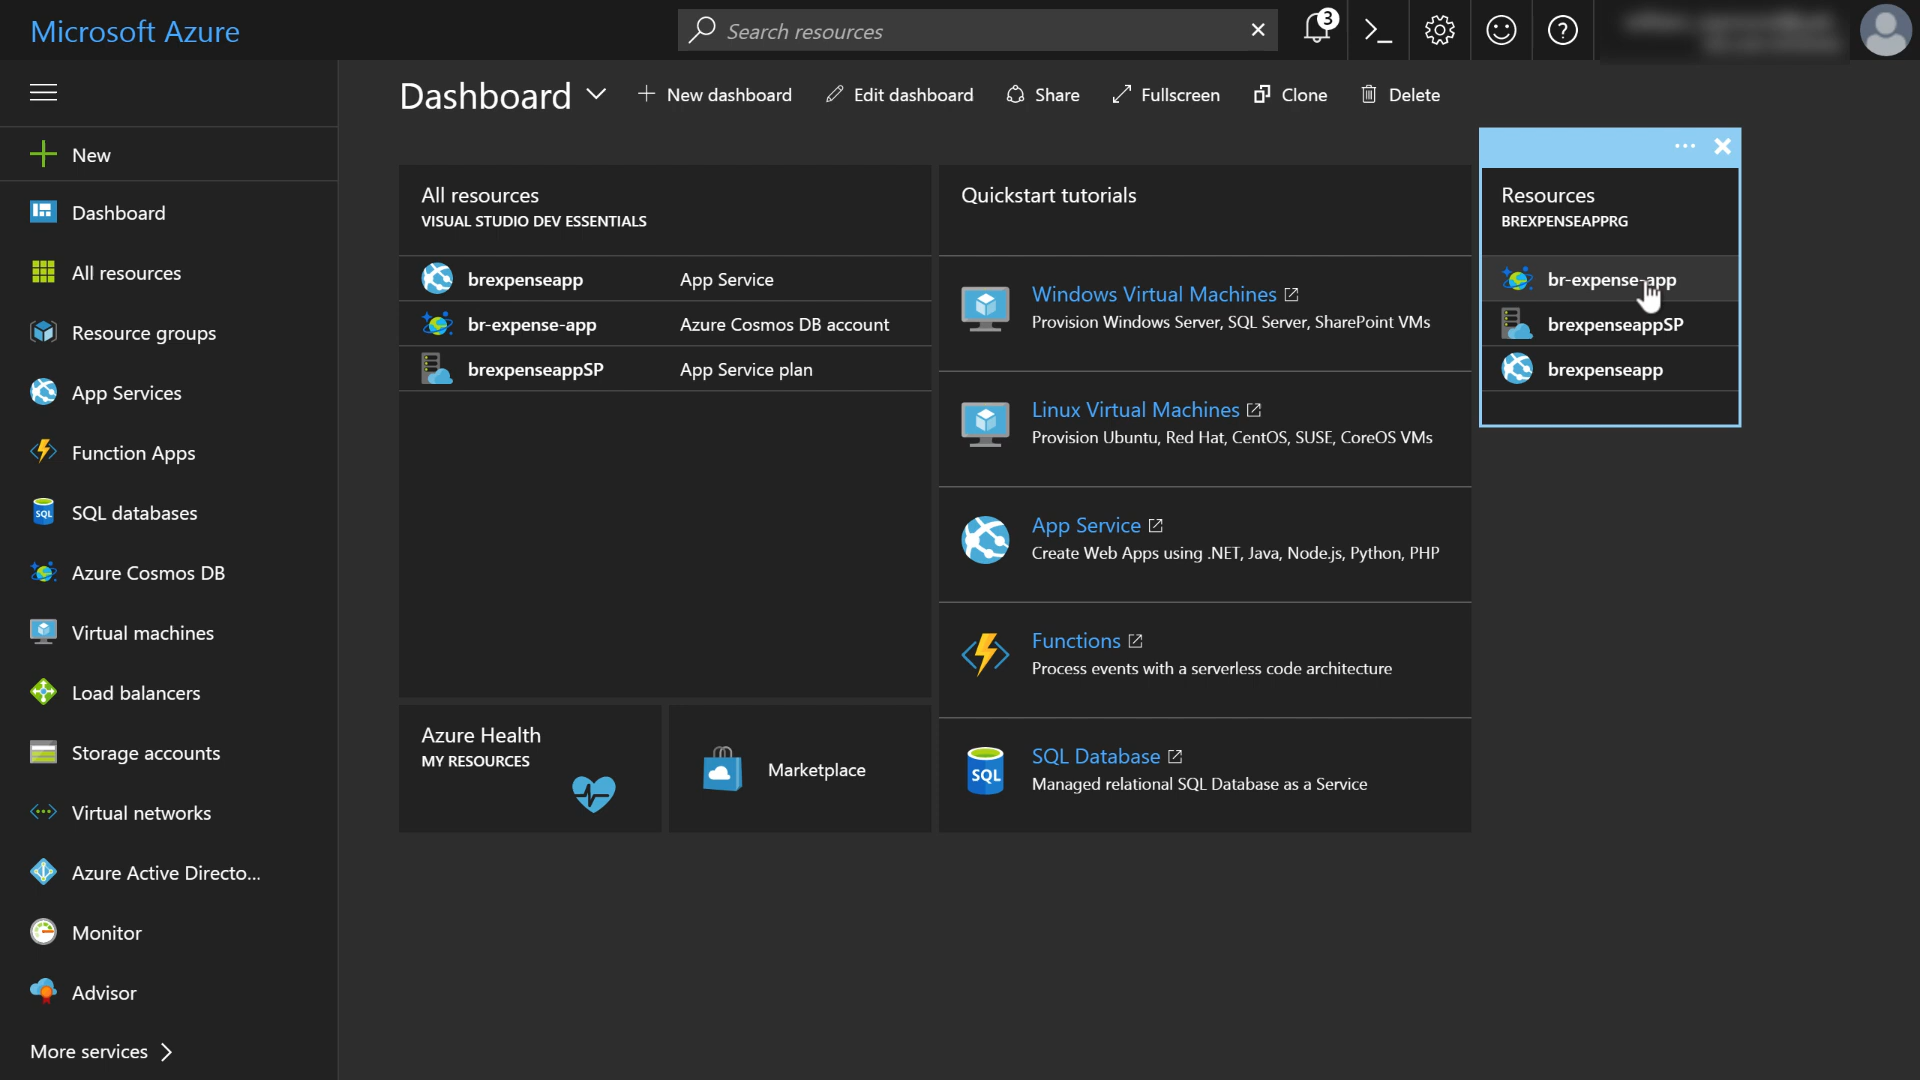 Microsoft Azure
Search resources
3
Dashboard
New dashboard
Edit dashboard
Share
Fullscreen
Clone
Delete
New
Dashboard
All resources
Resource groups
App Services
Function Apps
SQL databases
Azure Cosmos DB
Virtual machines
Load balancers
Storage accounts
Virtual networks
Azure Active Directo...
Monitor
Advisor
More services
All resources
VISUAL STUDIO DEV ESSENTIALS
brexpenseapp App Service
br-expense-app Azure Cosmos DB account
brexpenseappSP App Service plan
Azure Health
MY RESOURCES
Marketplace
Quickstart tutorials
Windows Virtual Machines
Provision Windows Server, SQL Server, SharePoint VMs
Linux Virtual Machines
Provision Ubuntu, Red Hat, CentOS, SUSE, CoreOS VMs
App Service
Create Web Apps using .NET, Java, Node.js, Python, PHP
Functions
Process events with a serverless code architecture
SQL
SQL Database
Managed relational SQL Database as a Service
Resources
BREXPENSEAPPRG
br-expense-app
brexpenseappSP
brexpenseapp